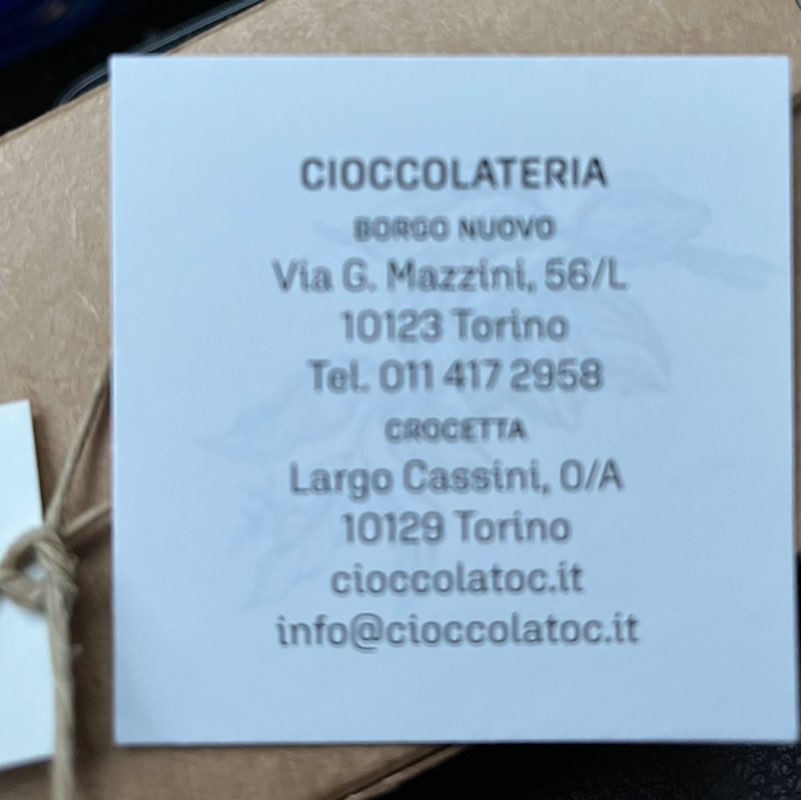 CIOCCOLATERIA
BORGO NUOVO
Via G. Mazzini, 56/L
10123 Torino
Tel. 011 417 2958
CROCETTA
Largo Cassini, 0/A
10129 Torino
cioccolatoc.it
info@cioccolatoc.it